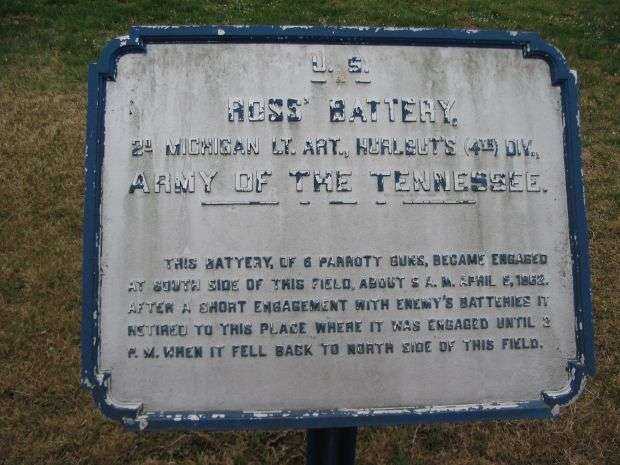 U. S.
ROSS' BATTERY,
2D MICHIGAN LT. ART., HURLBUT'S (4TH) DIV.,
ARMY OF THE TENNESSEE.
THIS BATTERY, OF 6 PARROTT GUNS, BECAME ENGAGED
AT SOUTH SIDE OF THIS FIELD, ABOUT A. M. APRIL 6, 1862.
AFTER A SHORT ENGAGEMENT WITH ENEMY'S BATTERIES IT
RETIRED TO THIS PLACE WHERE IT WAS ENGAGED UNTIL
P. M. WHEN IT FELL BACK TO NORTH SIDE OF THIS FIELD.